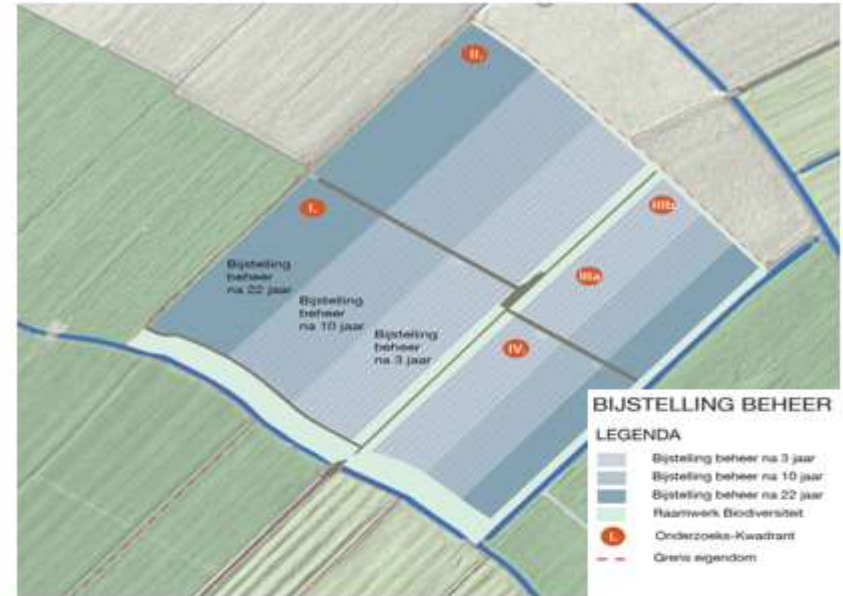 II.
I.
IIIb
IIIa
IV.
Bijstelling
beheer
na 22 jaar
Bijstelling
beheer
na 10 jaar
Bijstelling
beheer
na 3 jaar
BIJSTELLING BEHEER
LEGENDA
Bijstelling beheer na 3 jaar
Bijstelling beheer na 10 jaar
Bijstelling beheer na 22 jaar
Raamwerk Biodiversiteit
I. Onderzoeks-Kwadrant
Grens eigendom